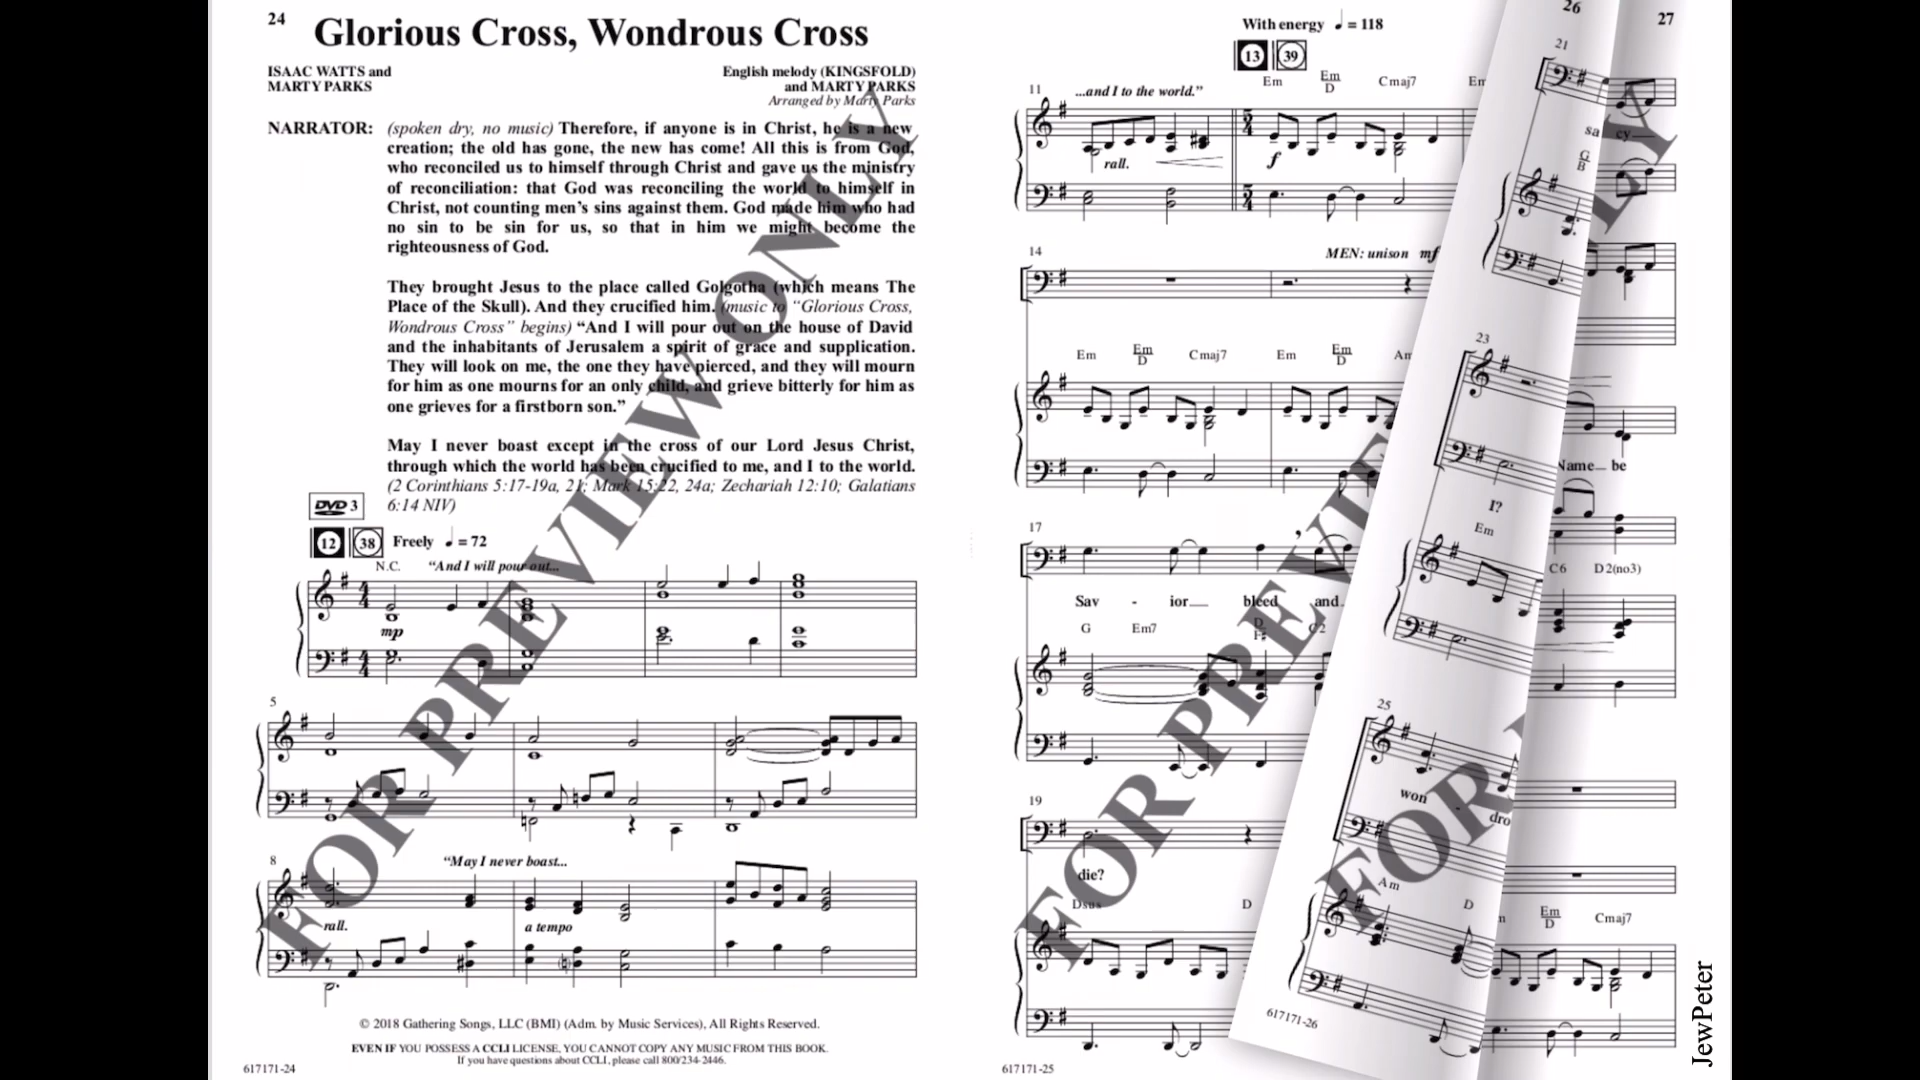 24
Glorious Cross, Wondrous Cross
ISAAC WATTS and
MARTY PARKS
English melody (KINGSFOLD)
and MARTY PARKS
Arranged by Marty Parks
NARRATOR: (spoken dry, no music) Therefore, if anyone is in Christ, he is a new
creation; the old has gone, the new has come! All this is from God,
who reconciled us to himself through Christ and gave us the ministry
of reconciliation: that God was reconciling the world to himself in
Christ, not counting men’s sins against them. God made him who had
no sin to be sin for us, so that in him we might become the
righteousness of God.
They brought Jesus to the place called Golgotha (which means The
Place of the Skull). And they crucified him. (music to “Glorious Cross,
Wondrous Cross” begins) “And I will pour out on the house of David
and the inhabitants of Jerusalem a spirit of grace and supplication.
They will look on me, the one they have pierced, and they will mourn
for him as one mourns for an only child, and grieve bitterly for him as
one grieves for a firstborn son.”
May I never boast except in the cross of our Lord Jesus Christ,
through which the world has been crucified to me, and I to the world.
(2 Corinthians 5:17-19a, 21; Mark 15:22, 24a; Zechariah 12:10; Galatians
6:14 NIV)
DVD 3
12 38 Freely ♩ = 72
N.C. “And I will pour out...
4 4
mp
4 4
5
8
“May I never boast...
rall. a tempo
© 2018 Gathering Songs, LLC (BMI) (Adm. by Music Services), All Rights Reserved.
EVEN IF YOU POSSESS A CCLI LICENSE, YOU CANNOT COPY ANY MUSIC FROM THIS BOOK.
If you have questions about CCLI, please call 800/234-2446.
617171-24
FOR PREVIEW ONLY
With energy ♩ = 118
13 39
Em Em/D Cmaj7 Em
11
...and I to the world.”
5 4
rall. f
5 4
14
MEN: unison mf
Em Em/D Cmaj7 Em Em/D Am
17
Sav - ior bleed and
G Em7 D/F# C2
19
die?
Dsus D
617171-25
FOR PREVIEW
26
21
G/B
23
I?
Em
25
won - dro
Am D
617171-26
FOR
27
sa cy
Name be
C6 D2(no3)
Em/D Cmaj7
LY
JewPeter